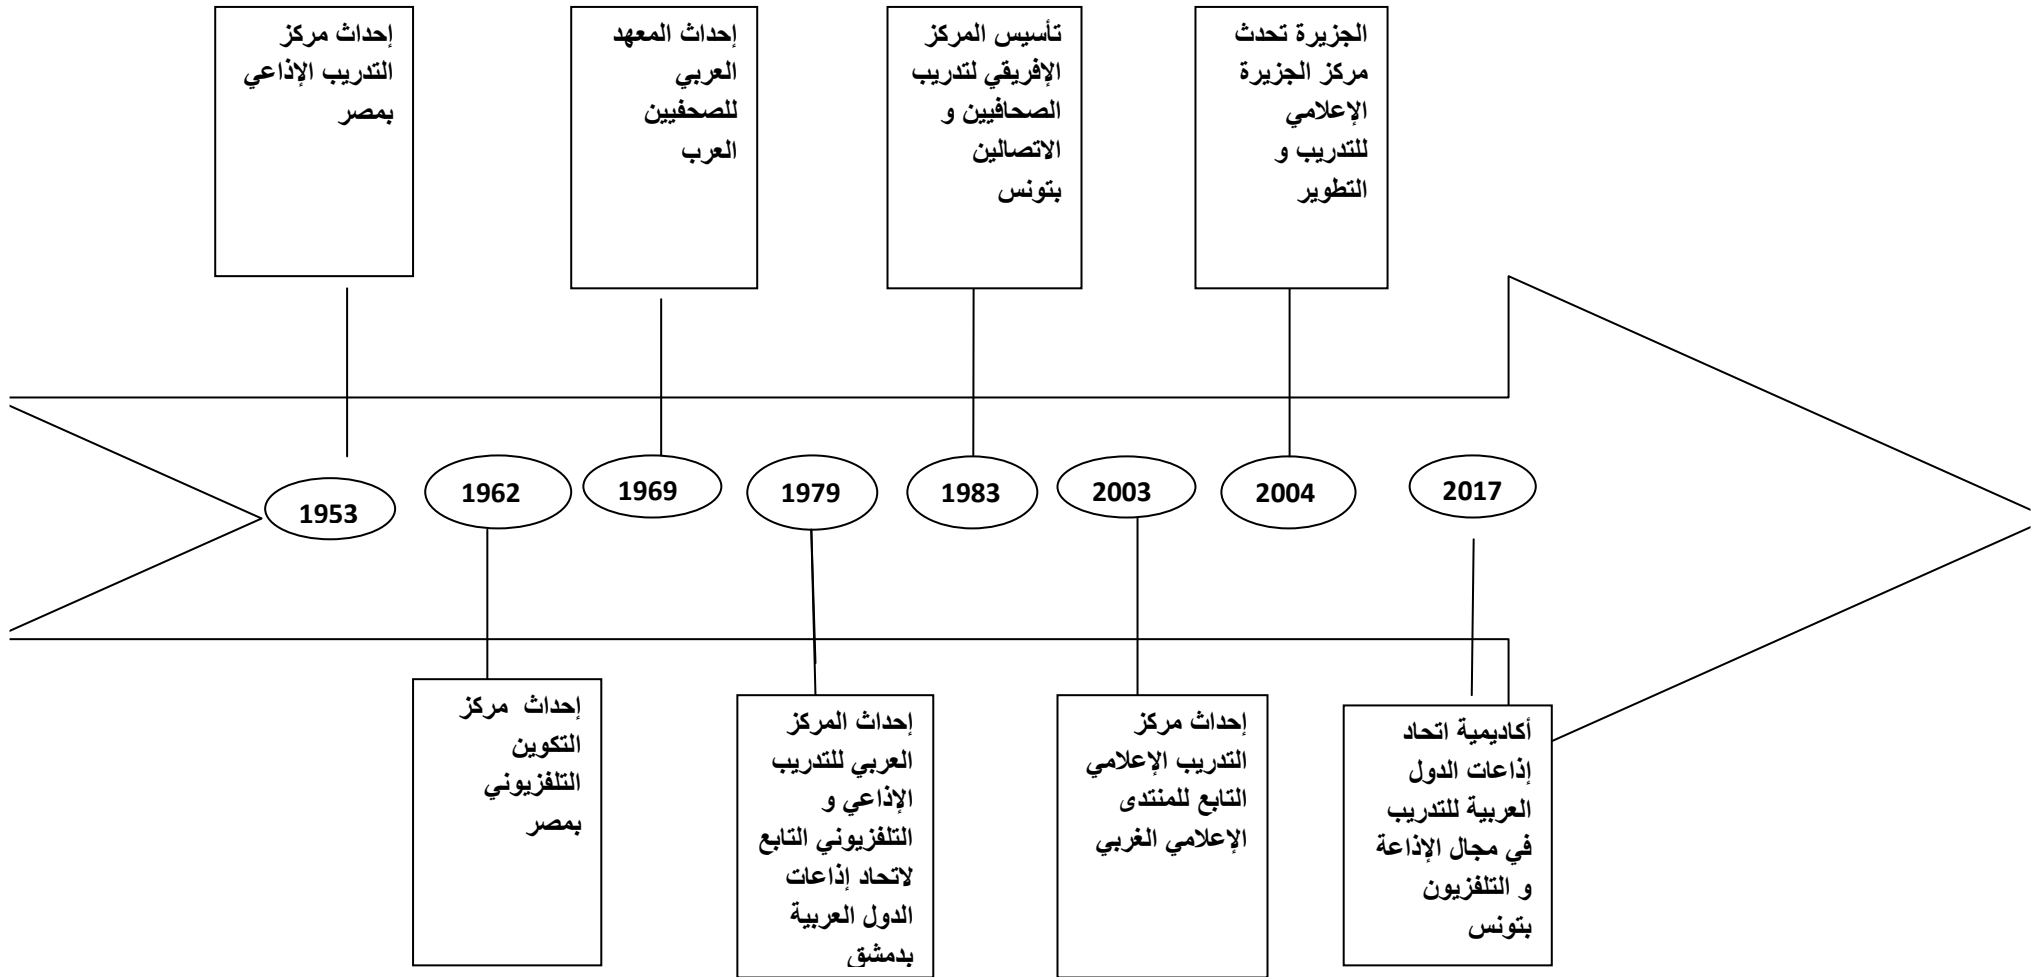 إحداث مركز
التدريب الإذاعي
بمصر
إحداث المعهد
العربي
للصحفيين
العرب
تأسيس المركز
الإفريقي لتدريب
الصحافيين و
الاتصالين
بتونس
الجزيرة تحدث
مركز الجزيرة
الإعلامي
للتدريب و
التطوير
1953
1962
1969
1979
1983
2003
2004
2017
إحداث مركز
التكوين
التلفزيوني
بمصر
إحداث المركز
العربي للتدريب
الإذاعي و
التلفزيوني التابع
لاتحاد إذاعات
الدول العربية
بدمشق
إحداث مركز
التدريب الإعلامي
التابع للمنتدى
الإعلامي الغربي
أكاديمية اتحاد
إذاعات الدول
العربية للتدريب
في مجال الإذاعة
و التلفزيون
بتونس